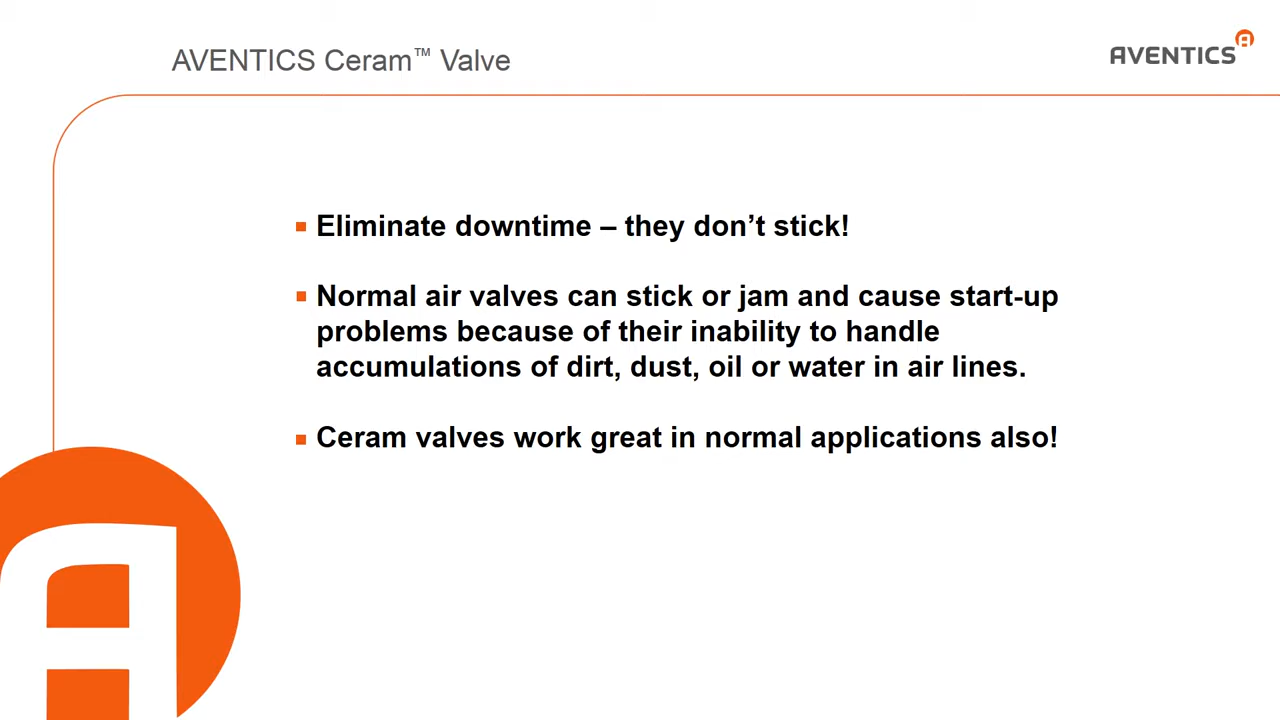 AVENTICS Ceram™ Valve
AVENTICS
Eliminate downtime – they don’t stick!
Normal air valves can stick or jam and cause start-up
problems because of their inability to handle
accumulations of dirt, dust, oil or water in air lines.
Ceram valves work great in normal applications also!